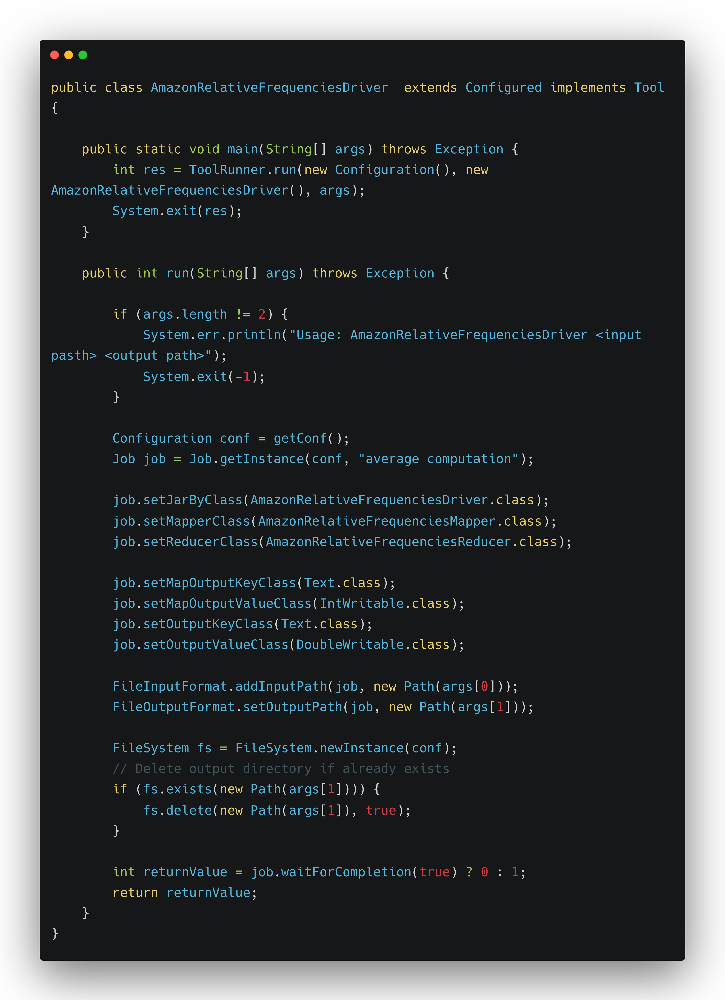 public class AmazonRelativeFrequenciesDriver  extends Configured implements Tool
{

    public static void main(String[] args) throws Exception {
        int res = ToolRunner.run(new Configuration(), new
AmazonRelativeFrequenciesDriver(), args);
        System.exit(res);
    }

    public int run(String[] args) throws Exception {

        if (args.length != 2) {
            System.err.println("Usage: AmazonRelativeFrequenciesDriver <input
pasth> <output path>");
            System.exit(-1);
        }

        Configuration conf = getConf();
        Job job = Job.getInstance(conf, "average computation");

        job.setJarByClass(AmazonRelativeFrequenciesDriver.class);
        job.setMapperClass(AmazonRelativeFrequenciesMapper.class);
        job.setReducerClass(AmazonRelativeFrequenciesReducer.class);

        job.setMapOutputKeyClass(Text.class);
        job.setMapOutputValueClass(IntWritable.class);
        job.setOutputKeyClass(Text.class);
        job.setOutputValueClass(DoubleWritable.class);

        FileInputFormat.addInputPath(job, new Path(args[0]));
        FileOutputFormat.setOutputPath(job, new Path(args[1]));

        FileSystem fs = FileSystem.newInstance(conf);
        // Delete output directory if already exists
        if (fs.exists(new Path(args[1]))) {
            fs.delete(new Path(args[1]), true);
        }

        int returnValue = job.waitForCompletion(true) ? 0 : 1;
        return returnValue;
    }
}